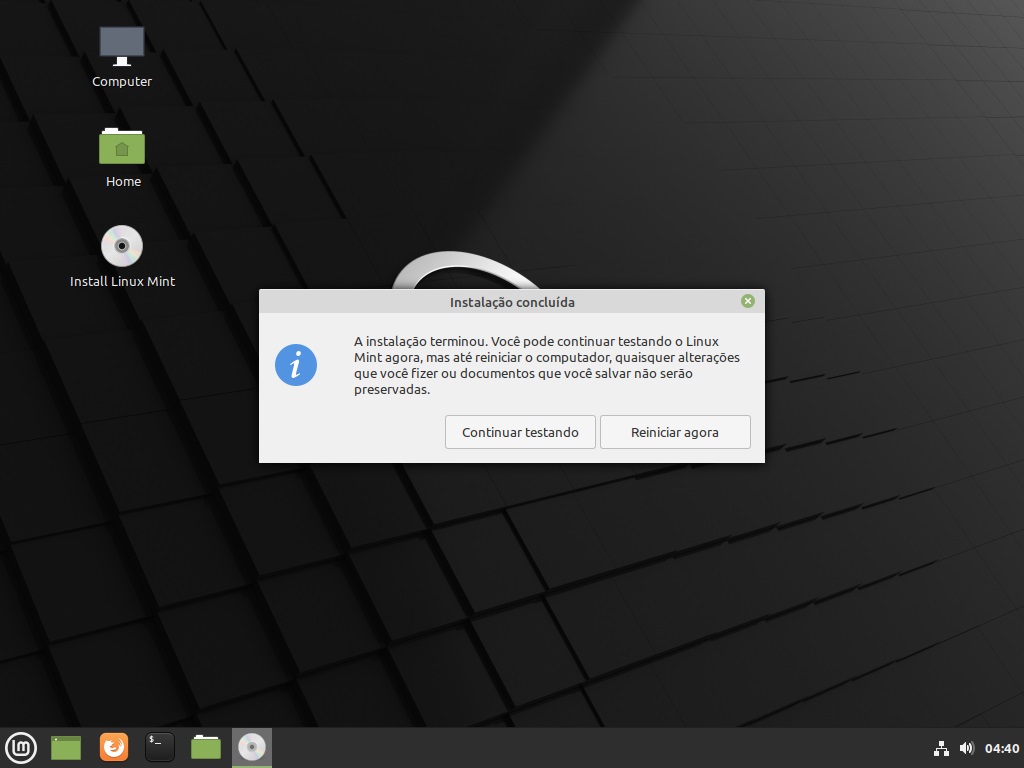 Computer
Home
Install Linux Mint
Instalação concluída
A instalação terminou. Você pode continuar testando o Linux
Mint agora, mas até reiniciar o computador, quaisquer alterações
que você fizer ou documentos que você salvar não serão
preservadas.
Continuar testando
Reiniciar agora
$_
04:40